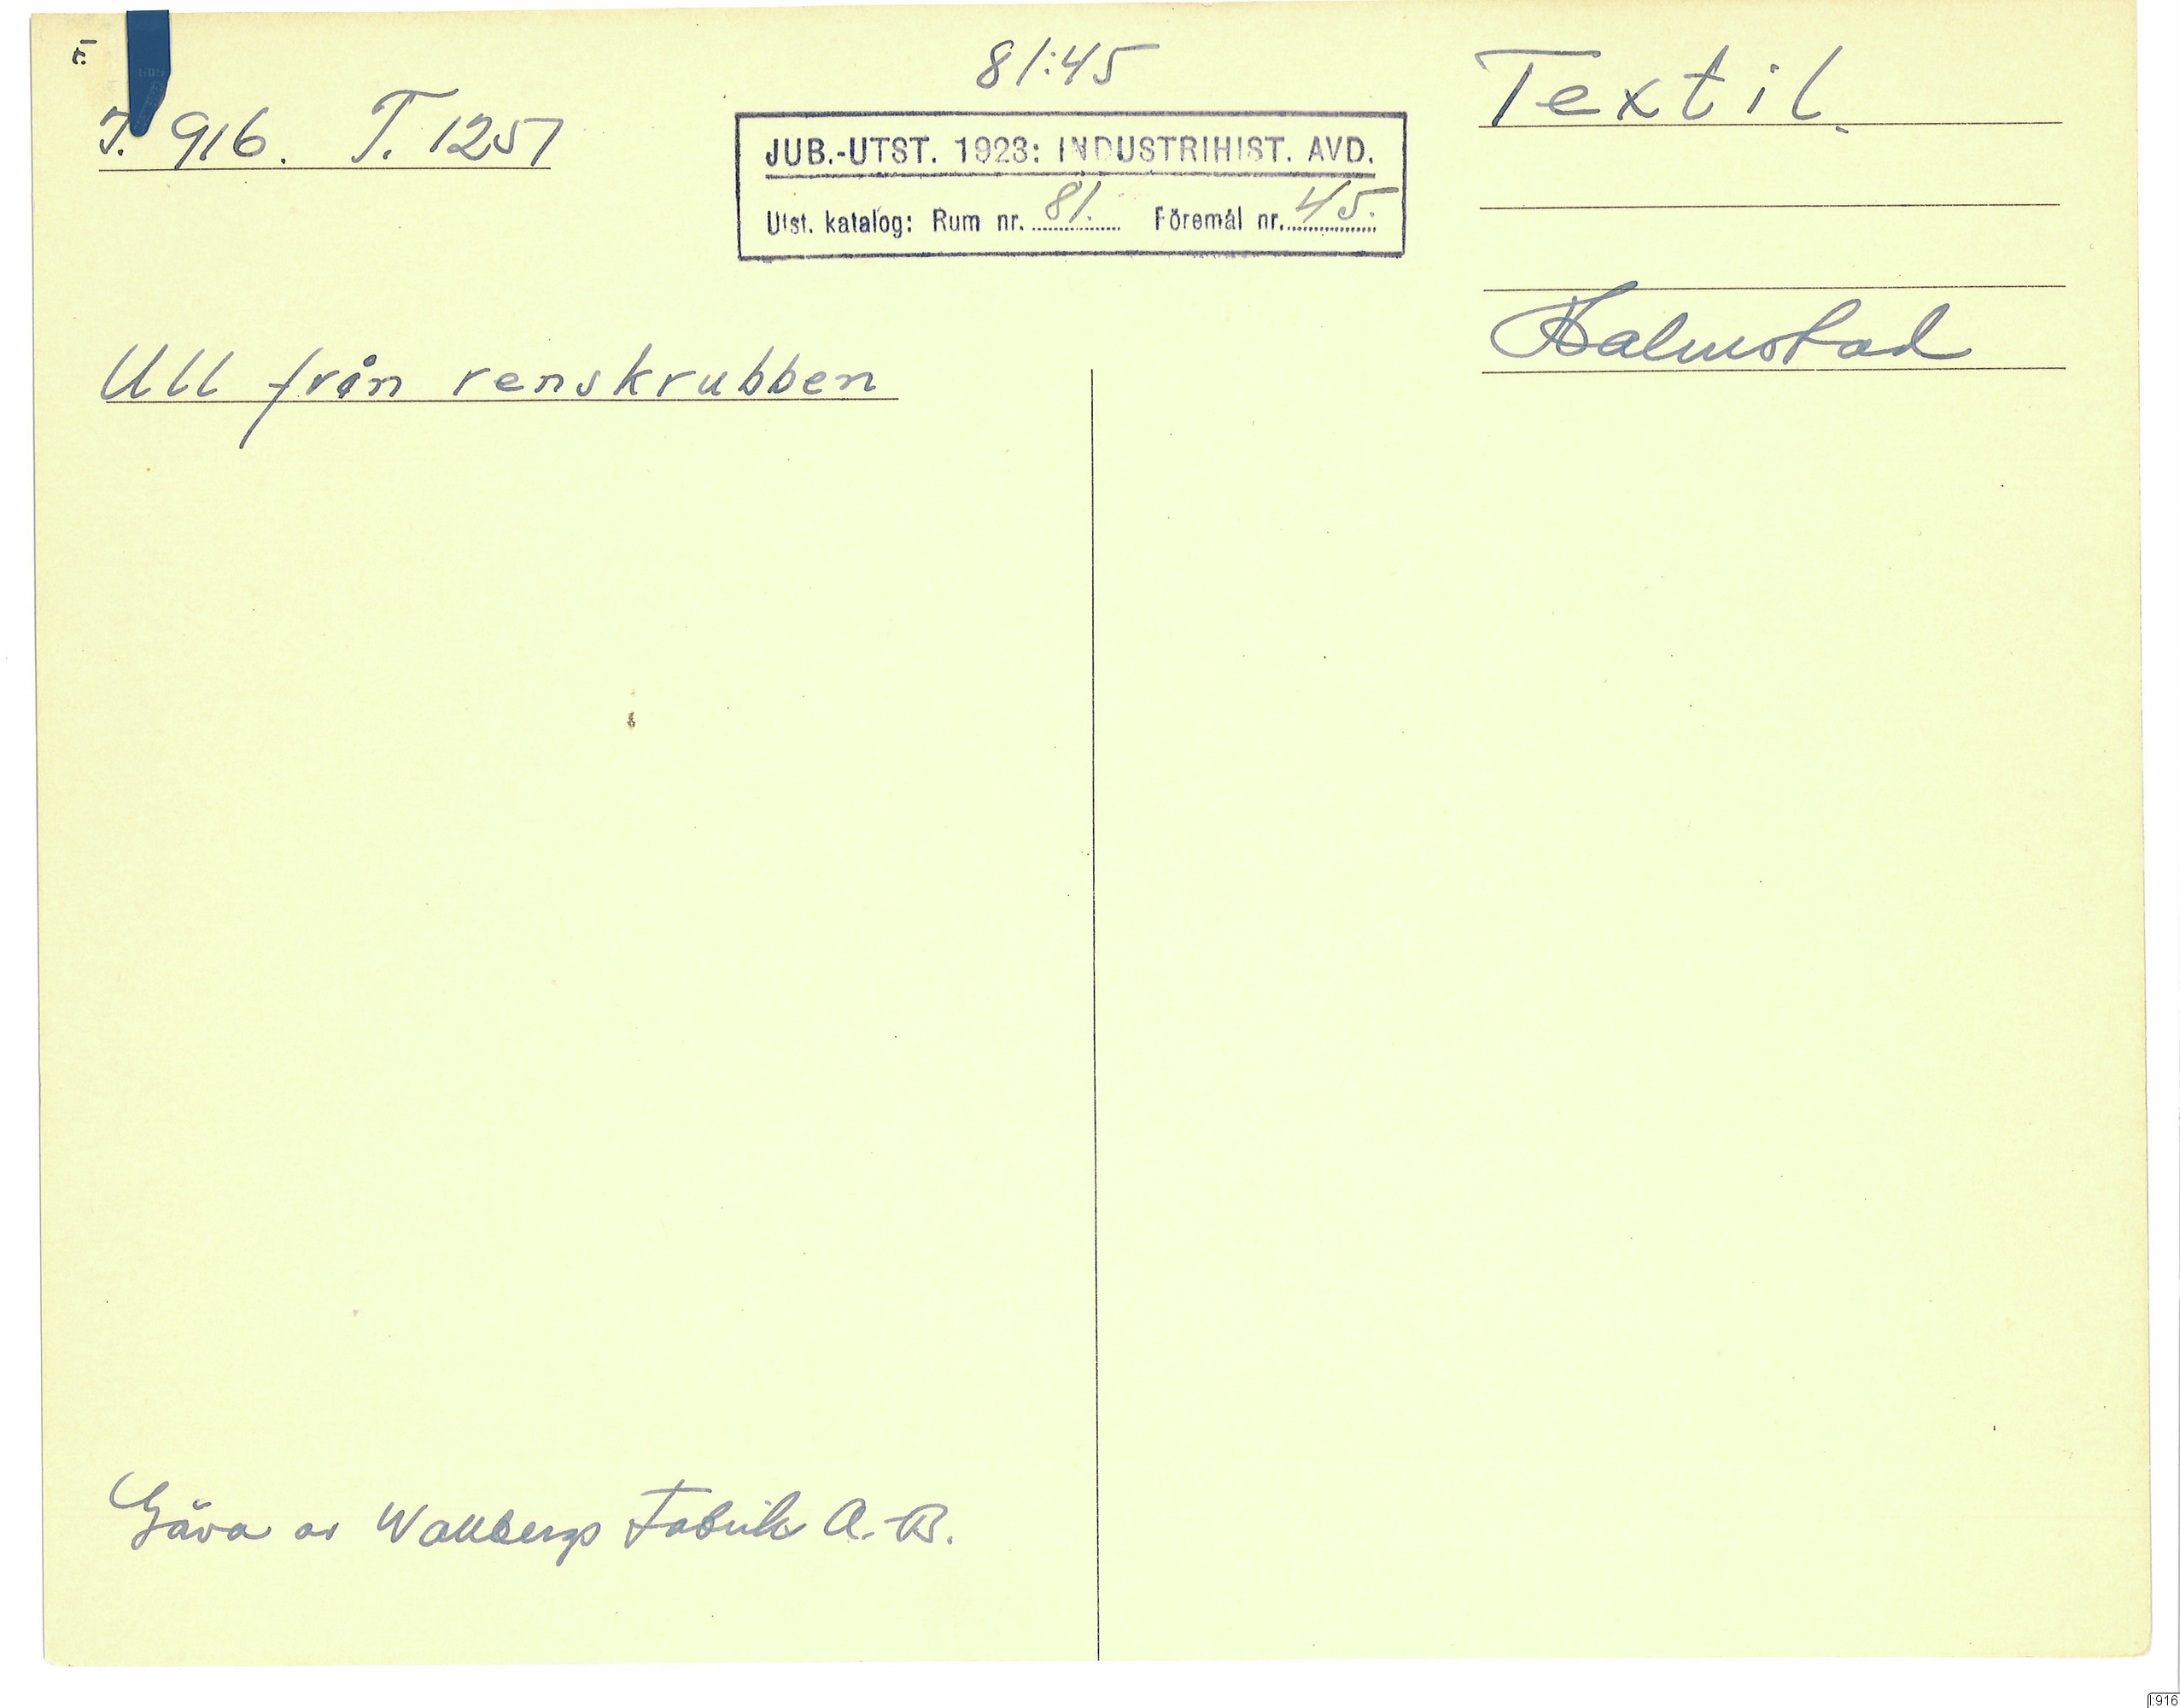 r.
I. 916. T. 1251
81:45
JUB.-UTST. 1923: INDUSTRIHIST. AVD.
Utst. katalog: Rum nr. 81. Föremål nr. 45.
Textil.
Halmstad
Ull från renskrubben
Gåva av Wallbergs Fabriks A.-B.
I:916